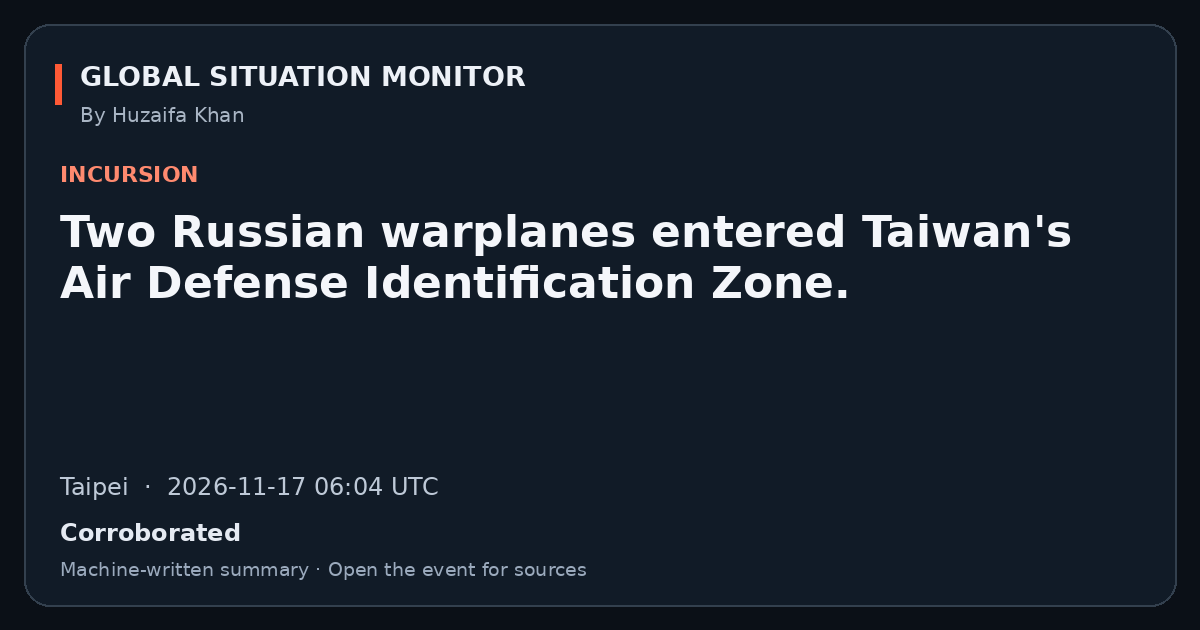 GLOBAL SITUATION MONITOR
By Huzaifa Khan
INCURSION
Two Russian warplanes entered Taiwan's
Air Defense Identification Zone.
Taipei · 2026-11-17 06:04 UTC
Corroborated
Machine-written summary · Open the event for sources